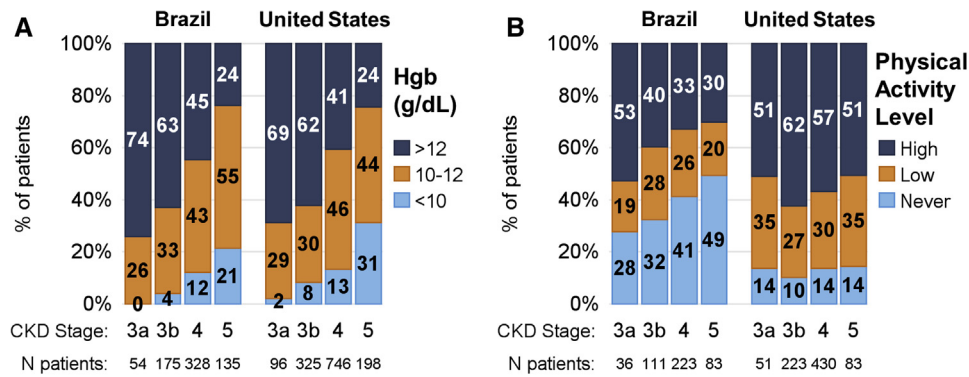 A
Brazil United States
100%
80%
60%
40%
20%
0%
% of patients
74 63 45 24
26 33 43 55
0 4 12 21
69 62 41 24
29 30 46 44
2 8 13 31
Hgb
(g/dL)
>12
10-12
<10
CKD Stage: 3a 3b 4 5 3a 3b 4 5
N patients: 54 175 328 135 96 325 746 198
B
Brazil United States
100%
80%
60%
40%
20%
0%
% of patients
53 40 33 30
19 28 26 20
28 32 41 49
51 62 57 51
35 27 30 35
14 10 14 14
Physical
Activity
Level
High
Low
Never
CKD Stage: 3a 3b 4 5 3a 3b 4 5
N patients: 36 111 223 83 51 223 430 83